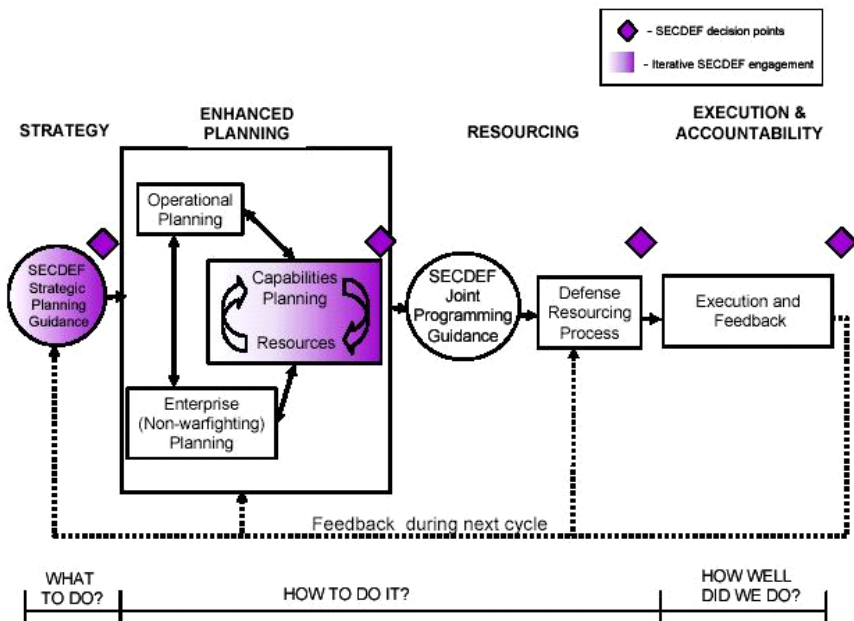 - SECDEF decision points
- Iterative SECDEF engagement
STRATEGY
ENHANCED
PLANNING
RESOURCING
EXECUTION &
ACCOUNTABILITY
SECDEF
Strategic
Planning
Guidance
Operational
Planning
Capabilities
Planning
Resources
Enterprise
(Non-warfighting)
Planning
SECDEF
Joint
Programming
Guidance
Defense
Resourcing
Process
Execution and
Feedback
Feedback during next cycle
WHAT
TO DO?
HOW TO DO IT?
HOW WELL
DID WE DO?